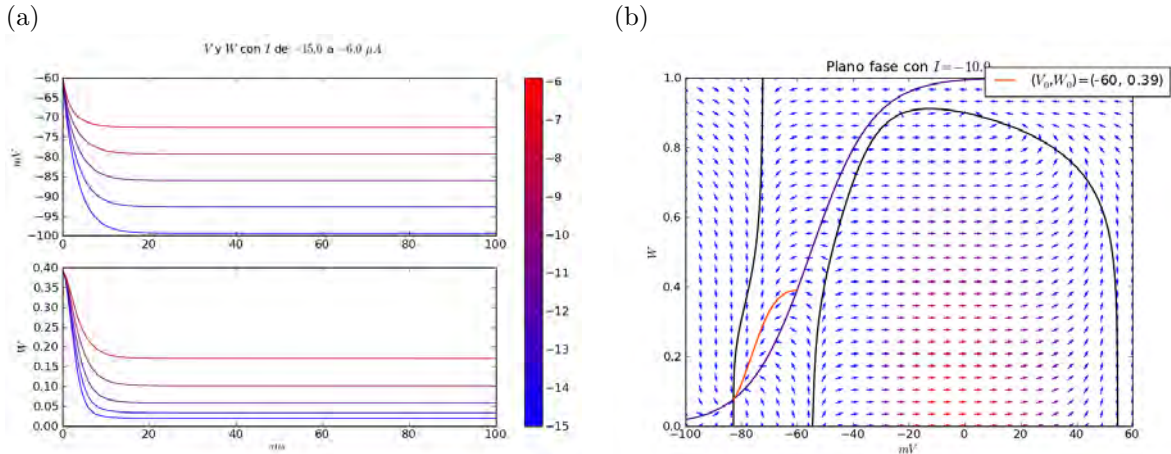 (a)
V y W con I de −15.0 a −6.0 μA
−60
−65
−70
−75
−80
−85
−90
−95
−100
mV
0 20 40 60 80 100
0.40
0.35
0.30
0.25
0.20
0.15
0.10
0.05
0.00
W
0 20 40 60 80 100
ms
−6
−7
−8
−9
−10
−11
−12
−13
−14
−15
(b)
Plano fase con I=−10.0
(V₀,W₀)=(-60, 0.39)
1.0
0.8
0.6
0.4
0.2
0.0
W
−100 −80 −60 −40 −20 0 20 40 60
mV